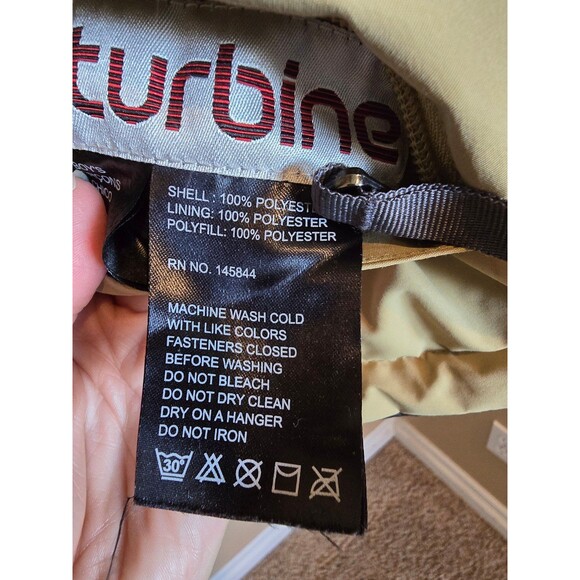 turbine
BOYS
SHELL : 100% POLYESTER
LINING: 100% POLYESTER
POLYFILL: 100% POLYESTER
RN NO. 145844
MACHINE WASH COLD
WITH LIKE COLORS
FASTENERS CLOSED
BEFORE WASHING
DO NOT BLEACH
DO NOT DRY CLEAN
DRY ON A HANGER
DO NOT IRON
30°